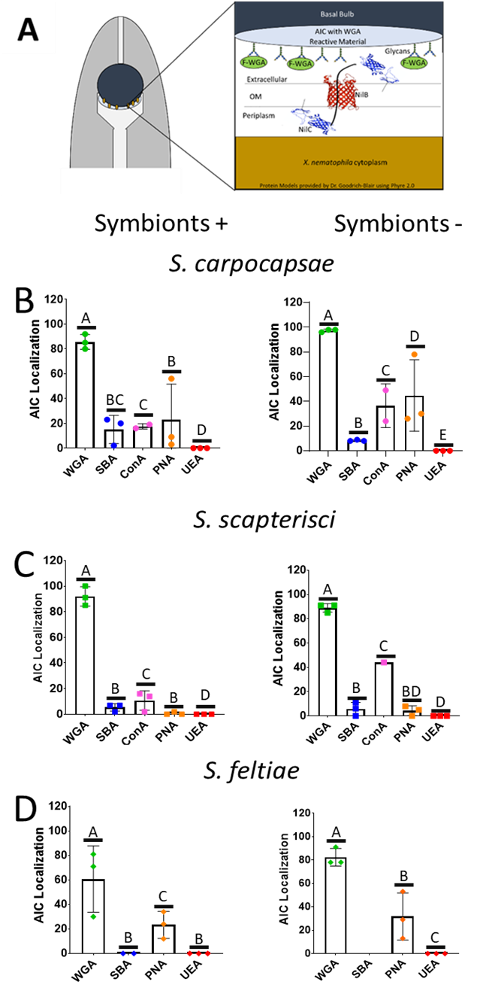 A
Basal Bulb
AIC with WGA
Reactive Material
Glycans
F-WGA
F-WGA
F-WGA
Extracellular
NilB
OM
Periplasm
NilC
X. nematophila cytoplasm
Protein Models provided by Dr. Goodrich-Blair using Phyre 2.0
Symbionts +
Symbionts -
S. carpocapsae
B
AIC Localization
120
100
80
60
40
20
0
A
BC
C
B
D
WGA
SBA
ConA
PNA
UEA
AIC Localization
120
100
80
60
40
20
0
A
B
C
D
E
WGA
SBA
ConA
PNA
UEA
S. scapterisci
C
AIC Localization
120
100
80
60
40
20
0
A
B
C
B
D
WGA
SBA
ConA
PNA
UEA
AIC Localization
120
100
80
60
40
20
0
A
B
C
BD
D
WGA
SBA
ConA
PNA
UEA
S. feltiae
D
AIC Localization
120
100
80
60
40
20
0
A
B
C
B
WGA
SBA
PNA
UEA
AIC Localization
120
100
80
60
40
20
0
A
B
C
WGA
SBA
PNA
UEA